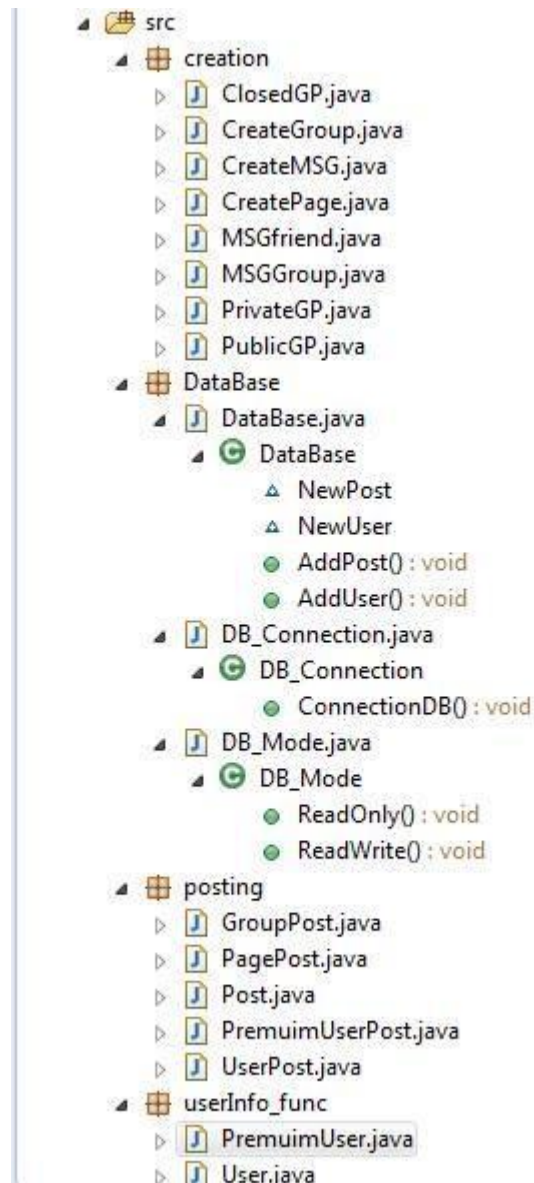 src
creation
ClosedGP.java
CreateGroup.java
CreateMSG.java
CreatePage.java
MSGfriend.java
MSGGroup.java
PrivateGP.java
PublicGP.java
DataBase
DataBase.java
DataBase
NewPost
NewUser
AddPost() : void
AddUser() : void
DB_Connection.java
DB_Connection
ConnectionDB() : void
DB_Mode.java
DB_Mode
ReadOnly() : void
ReadWrite() : void
posting
GroupPost.java
PagePost.java
Post.java
PremuimUserPost.java
UserPost.java
userInfo_func
PremuimUser.java
User.java